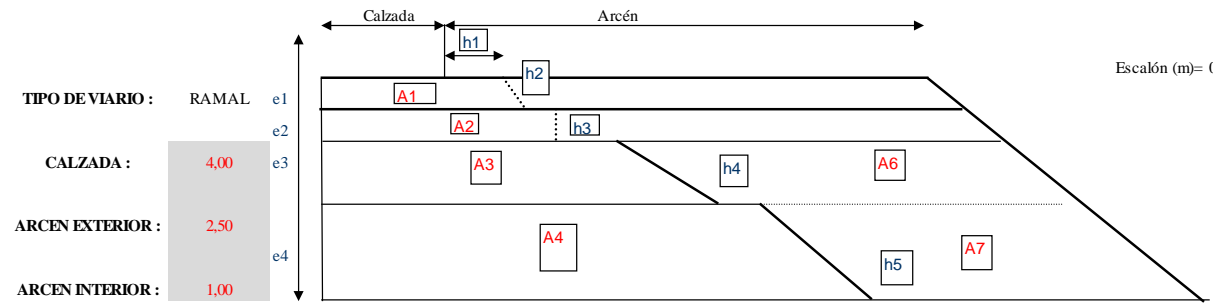 Calzada Arcén
h1
Escalón (m)=
h2
TIPO DE VIARIO : RAMAL e1 A1
e2 A2 h3
CALZADA : 4,00 e3 A3 h4 A6
ARCEN EXTERIOR : 2,50
A4 A7
e4 h5
ARCEN INTERIOR : 1,00